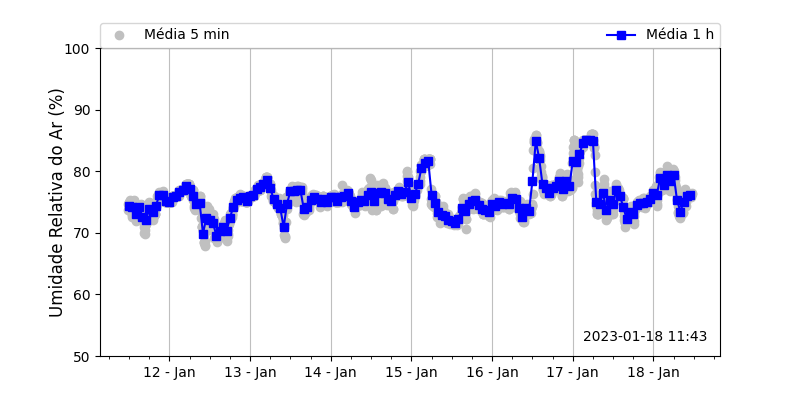 Média 5 min
Média 1 h
Umidade Relativa do Ar (%)
100
90
80
70
60
50
2023-01-18 11:43
12 - Jan
13 - Jan
14 - Jan
15 - Jan
16 - Jan
17 - Jan
18 - Jan